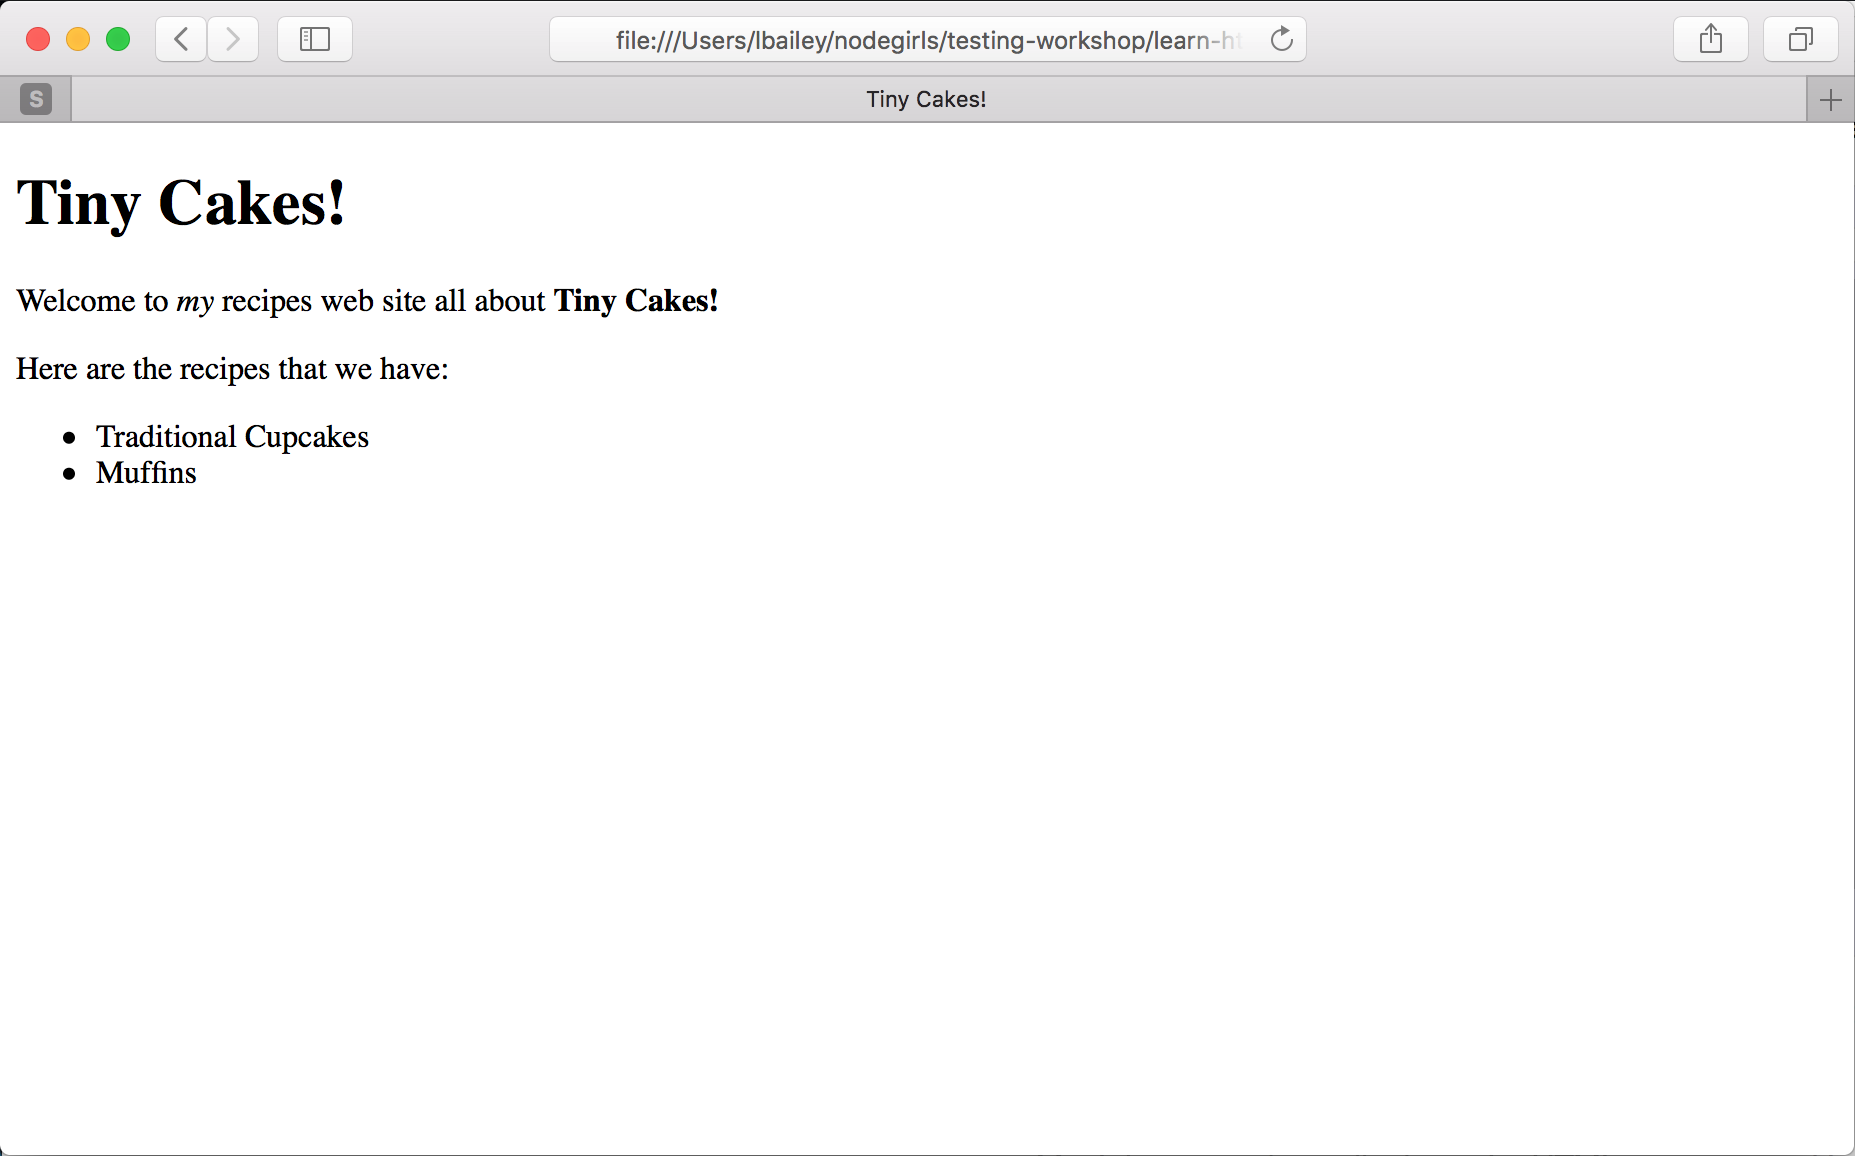 file:///Users/lbailey/nodegirls/testing-workshop/learn-ht
S
Tiny Cakes!
Tiny Cakes!
Welcome to my recipes web site all about Tiny Cakes!
Here are the recipes that we have:
Traditional Cupcakes
Muffins